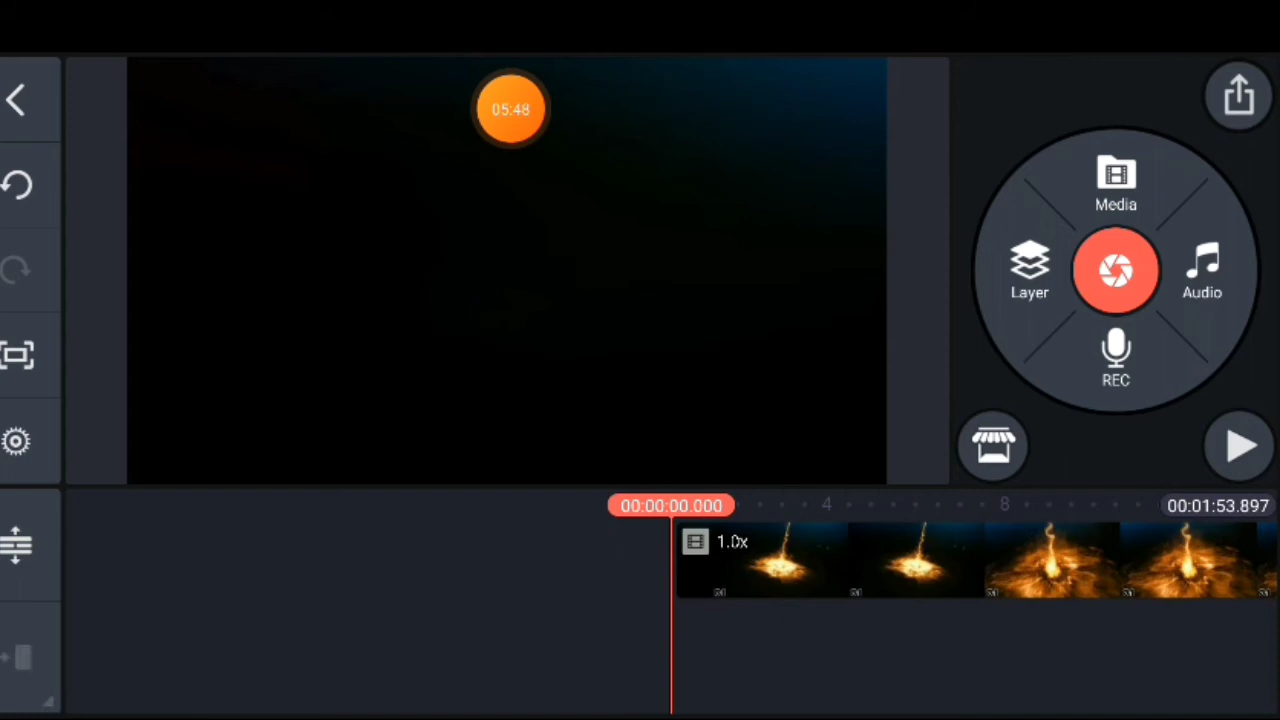 05:48
Media
Layer
Audio
REC
00:00:00.000
4
8
00:01:53.897
1.0x